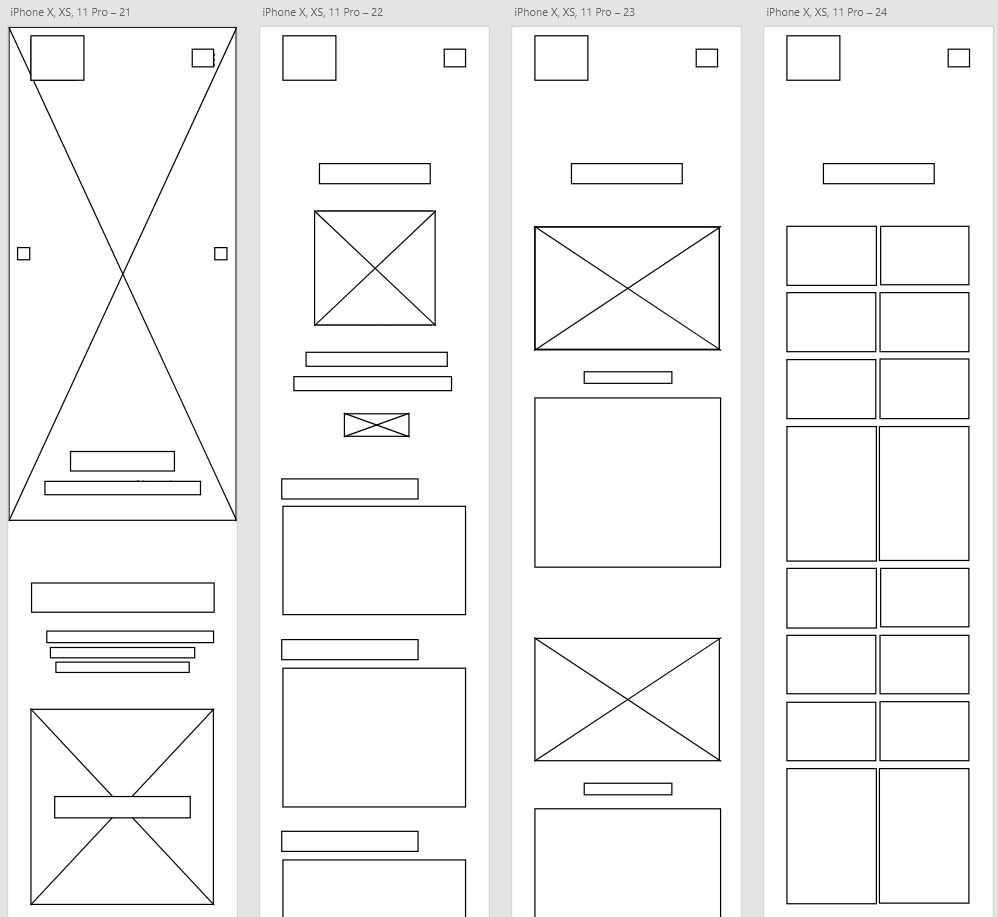 iPhone X, XS, 11 Pro – 21
iPhone X, XS, 11 Pro – 22
iPhone X, XS, 11 Pro – 23
iPhone X, XS, 11 Pro – 24